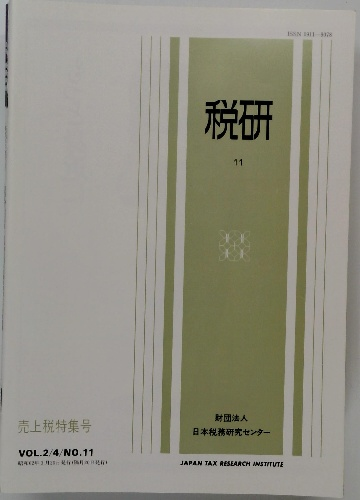 税研
11
財団法人
日本税務研究センター
売上税特集号
VOL.2/4/NO.11
JAPAN TAX RESEARCH INSTITUTE